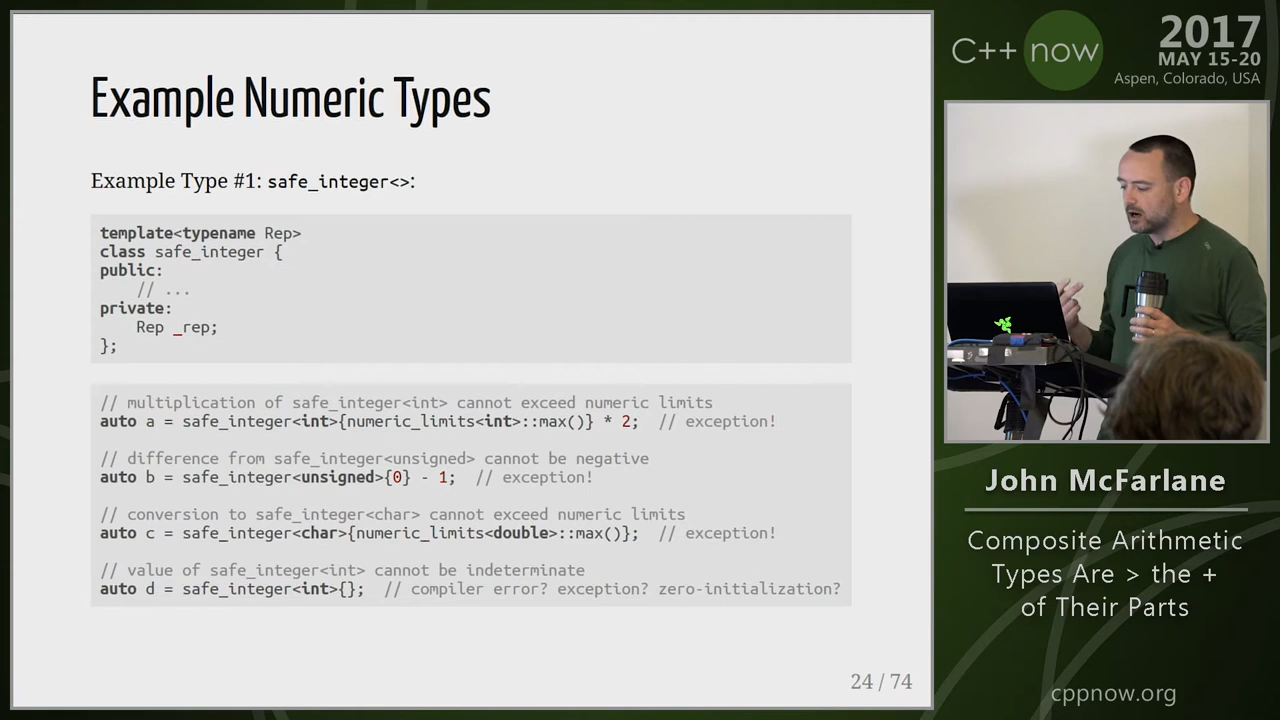 Example Numeric Types
Example Type #1: safe_integer<>:
template<typename Rep>
class safe_integer {
public:
    // ...
private:
    Rep _rep;
};
// multiplication of safe_integer<int> cannot exceed numeric limits
auto a = safe_integer<int>{numeric_limits<int>::max()} * 2;  // exception!
// difference from safe_integer<unsigned> cannot be negative
auto b = safe_integer<unsigned>{0} - 1;  // exception!
// conversion to safe_integer<char> cannot exceed numeric limits
auto c = safe_integer<char>{numeric_limits<double>::max()};  // exception!
// value of safe_integer<int> cannot be indeterminate
auto d = safe_integer<int>{};  // compiler error? exception? zero-initialization?
24 / 74
C++ now
2017
MAY 15-20
Aspen, Colorado, USA
John McFarlane
Composite Arithmetic
Types Are > the +
of Their Parts
cppnow.org